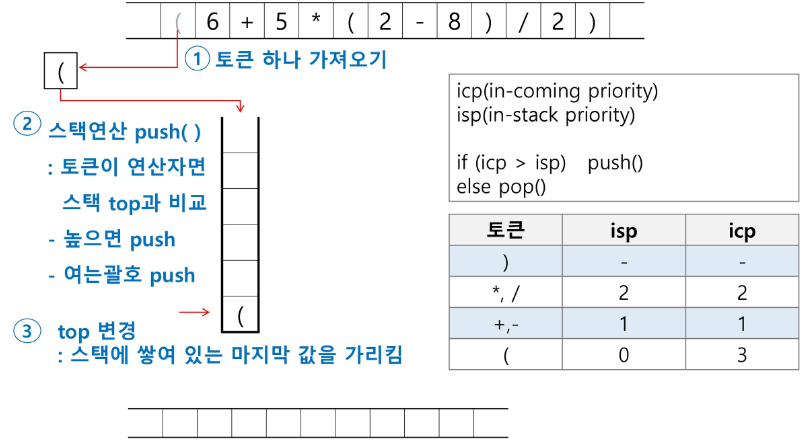 ( 6 + 5 * ( 2 - 8 ) / 2 )
① 토큰 하나 가져오기
(
② 스택연산 push( )
: 토큰이 연산자면
스택 top과 비교
- 높으면 push
- 여는괄호 push
(
③ top 변경
: 스택에 쌓여 있는 마지막 값을 가리킴
icp(in-coming priority)
isp(in-stack priority)
if (icp > isp) push()
else pop()
토큰 isp icp
) - -
*, / 2 2
+,- 1 1
( 0 3